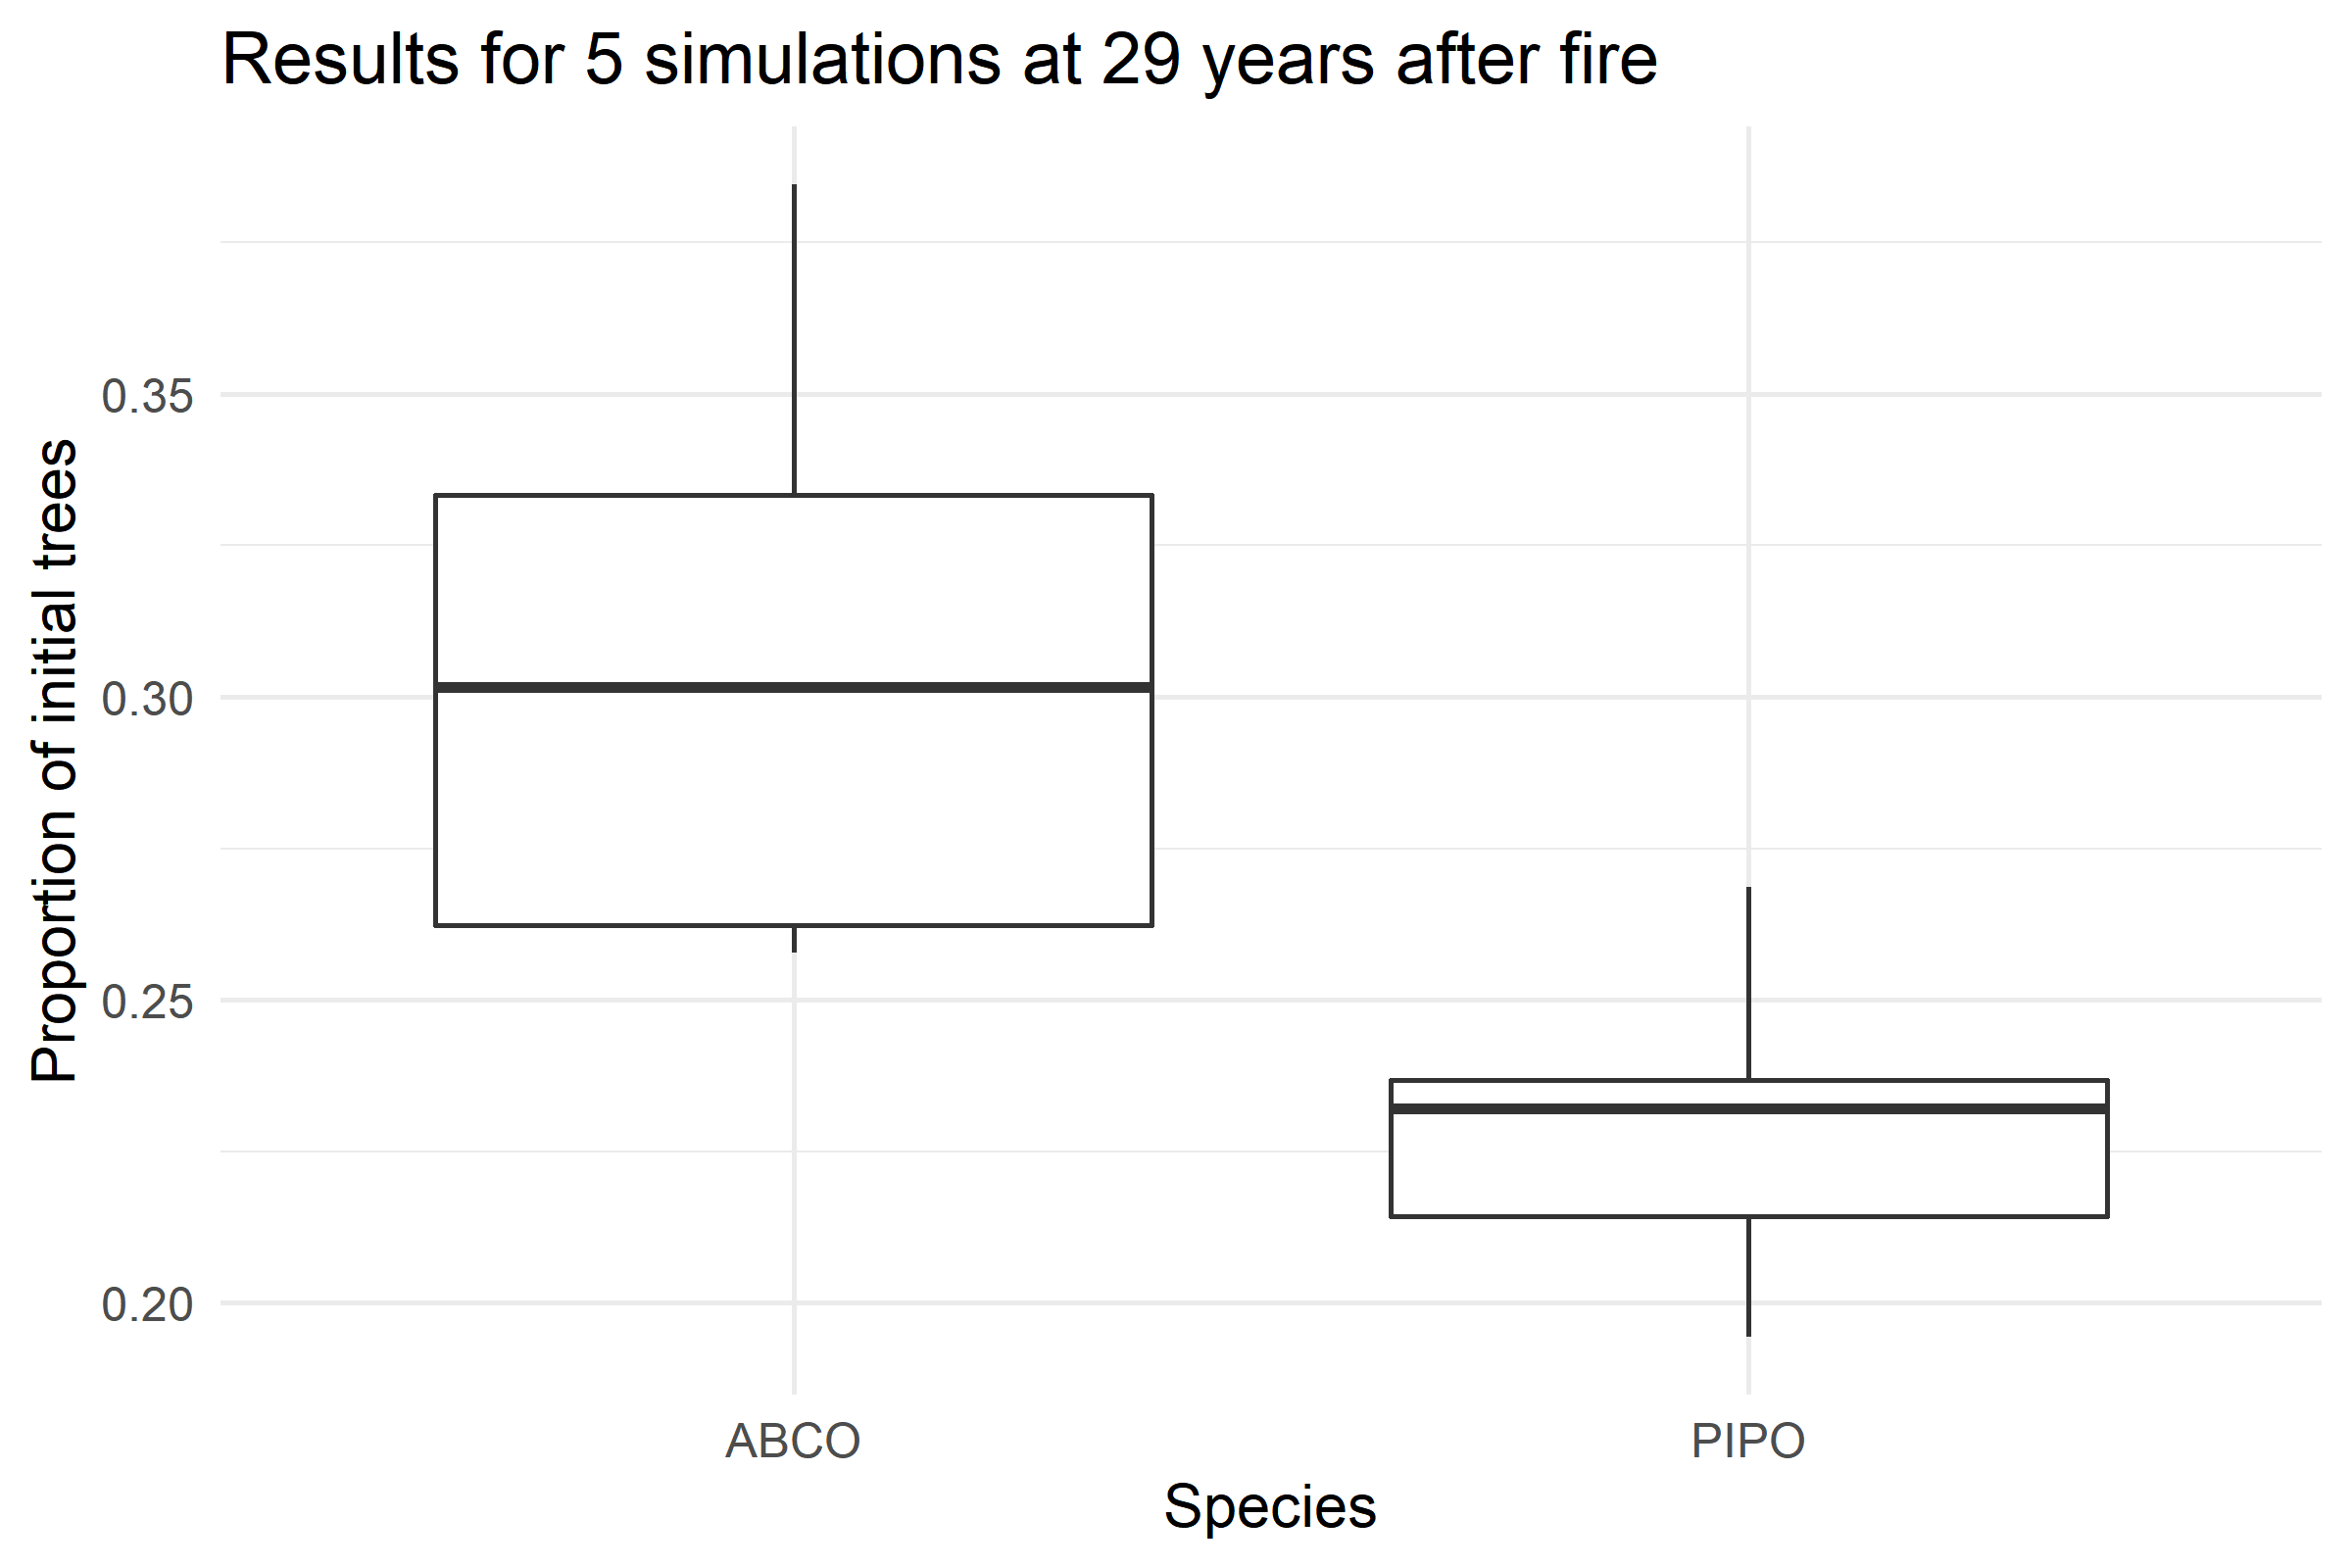 Results for 5 simulations at 29 years after fire
Proportion of initial trees
0.35
0.30
0.25
0.20
ABCO
PIPO
Species